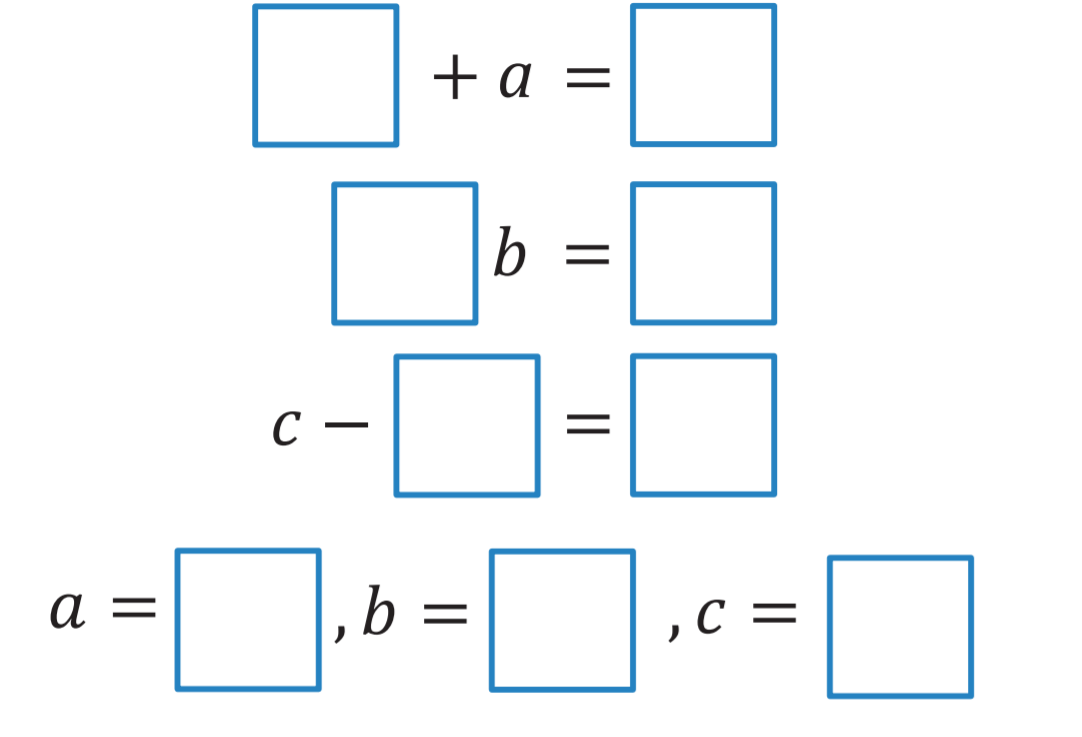 + a =
b =
c − =
a = , b = , c =